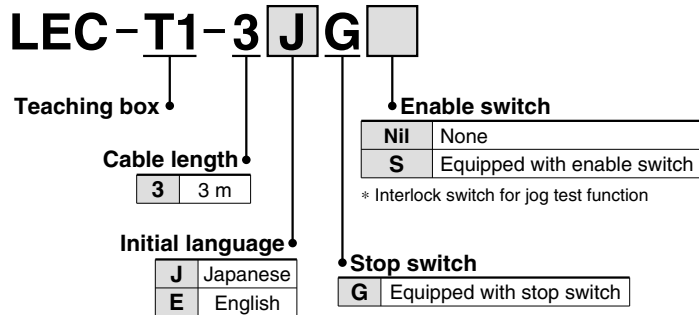 LEC-T1-3JG
Teaching box
Enable switch
Nil None
S Equipped with enable switch
* Interlock switch for jog test function
Cable length
3 3 m
Initial language
J Japanese
E English
Stop switch
G Equipped with stop switch